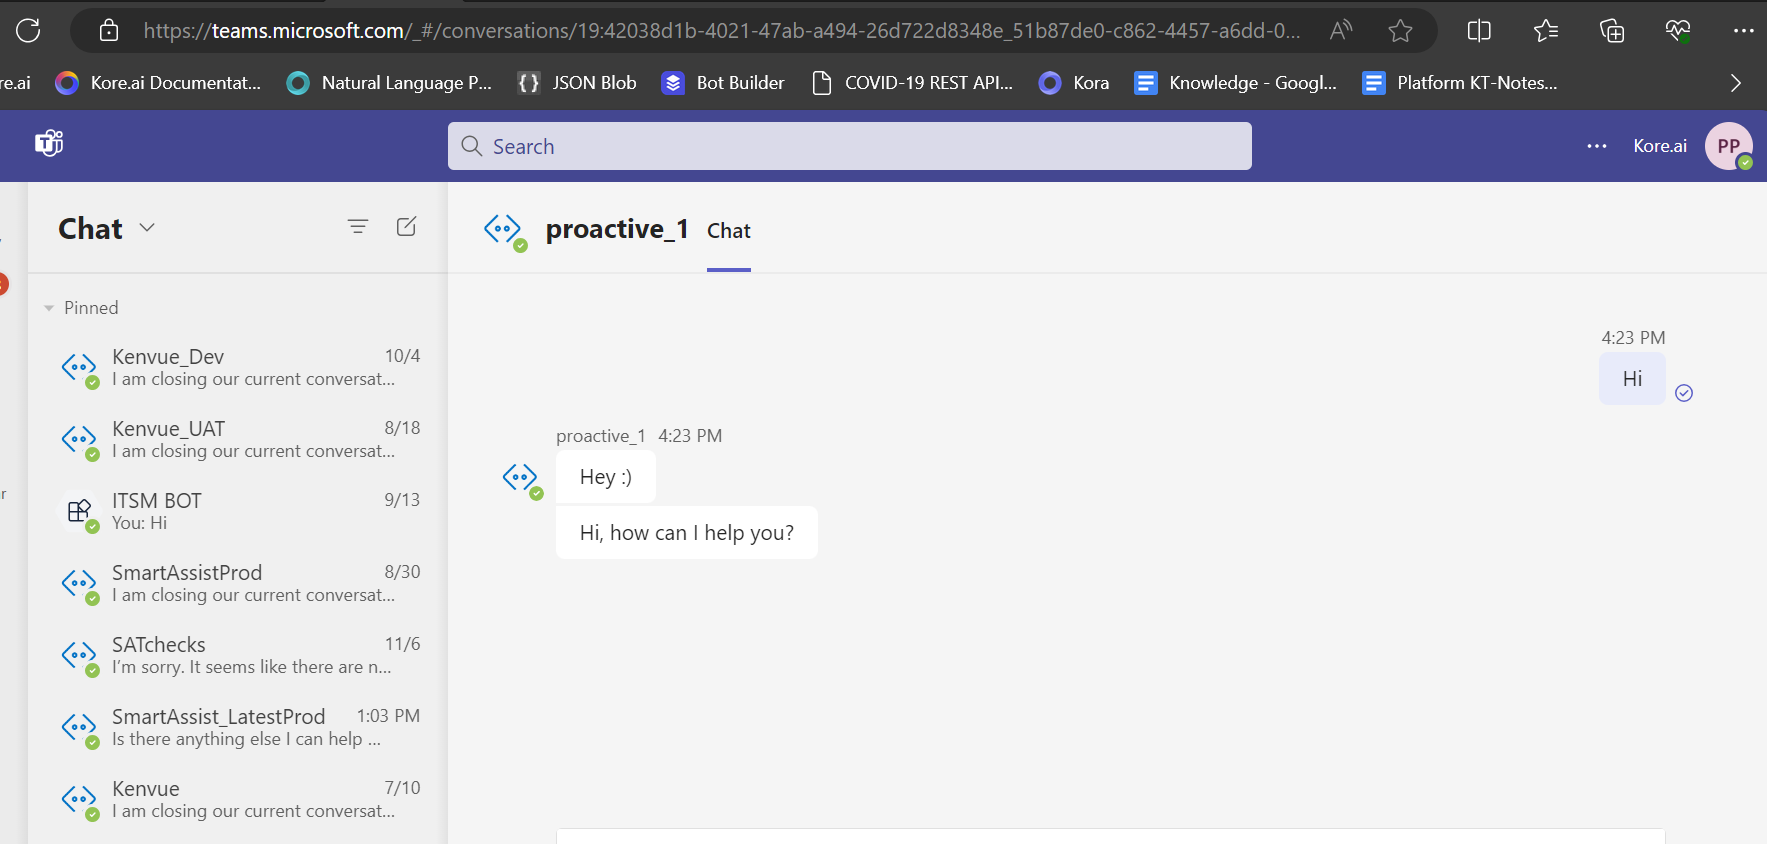 https://teams.microsoft.com/_#/conversations/19:42038d1b-4021-47ab-a494-26d722d8348e_51b87de0-c862-4457-a6dd-0...
re.ai Kore.ai Documentat... Natural Language P... {} JSON Blob Bot Builder COVID-19 REST API... Kora Knowledge - Googl... Platform KT-Notes...
Search Kore.ai PP
Chat
proactive_1 Chat
Pinned
Kenvue_Dev 10/4
I am closing our current conversat...
Kenvue_UAT 8/18
I am closing our current conversat...
ITSM BOT 9/13
You: Hi
SmartAssistProd 8/30
I am closing our current conversat...
SATchecks 11/6
I'm sorry. It seems like there are n...
SmartAssist_LatestProd 1:03 PM
Is there anything else I can help ...
Kenvue 7/10
I am closing our current conversat...
4:23 PM
Hi
proactive_1 4:23 PM
Hey :)
Hi, how can I help you?